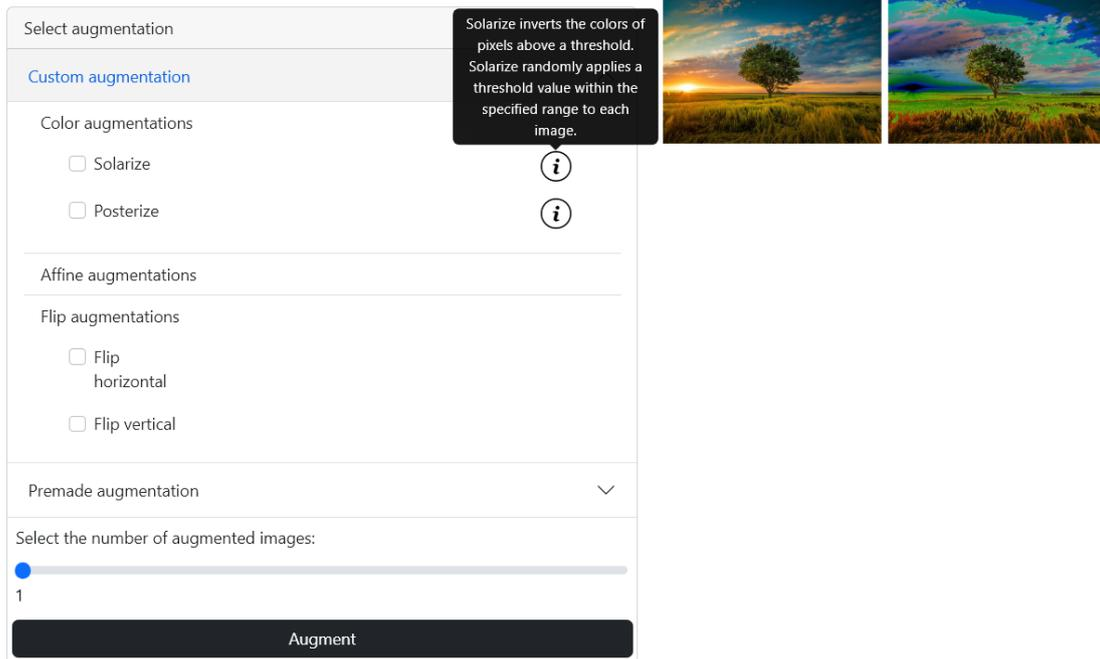 Select augmentation
Solarize inverts the colors of
pixels above a threshold.
Solarize randomly applies a
threshold value within the
specified range to each
image.
Custom augmentation
Color augmentations
Solarize
i
Posterize
i
Affine augmentations
Flip augmentations
Flip
horizontal
Flip vertical
Premade augmentation
Select the number of augmented images:
1
Augment